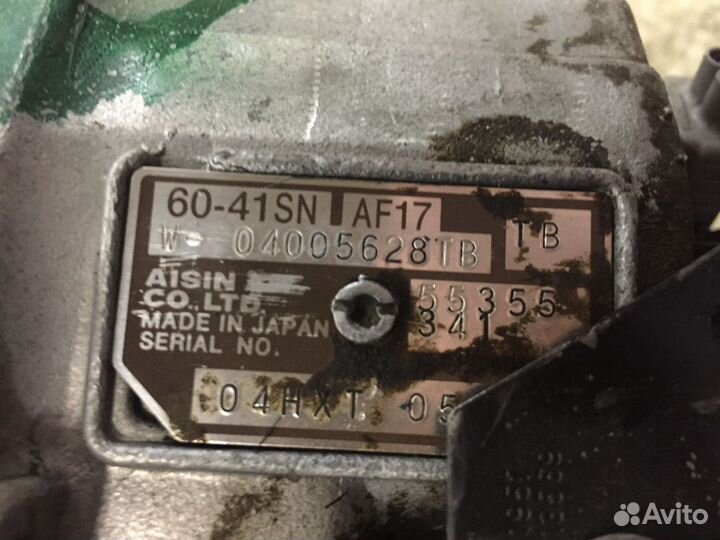 60-41SN AF17
W- 04005628TB TB
AISIN
CO.,LTD.
55355
MADE IN JAPAN
341
SERIAL NO.
04HXT 05
Avito